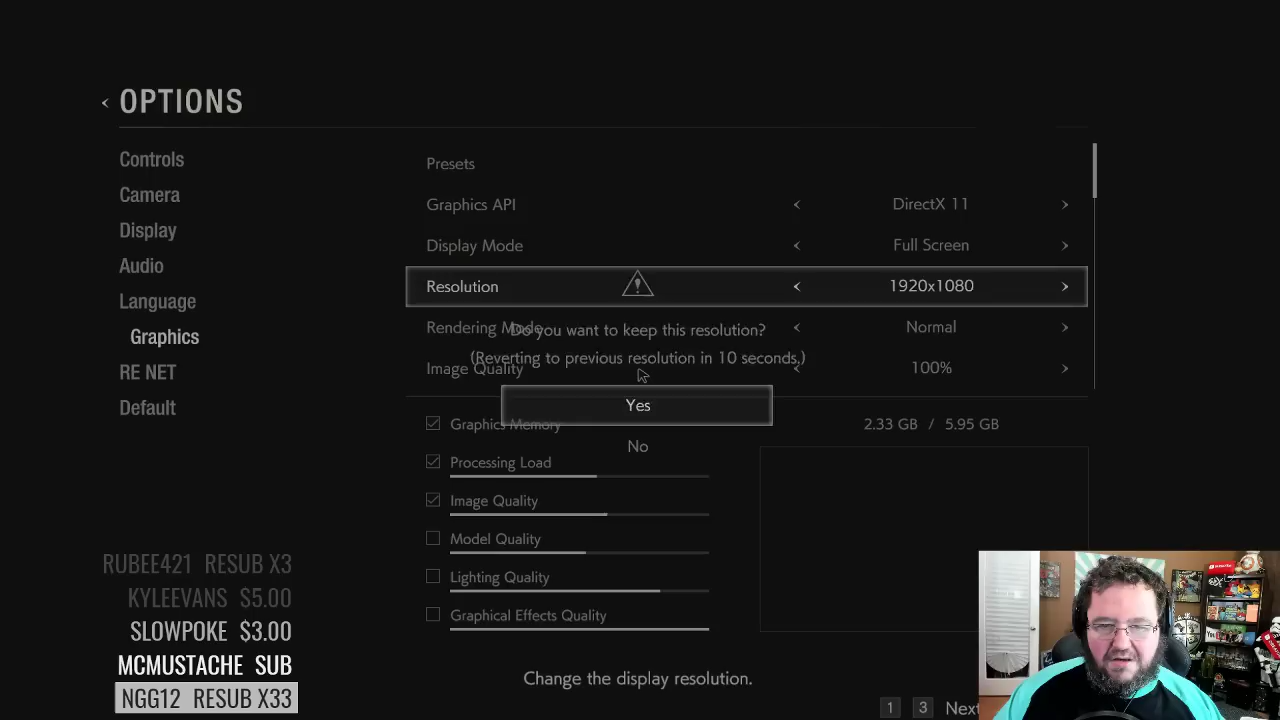 < OPTIONS
Controls
Camera
Display
Audio
Language
Graphics
RE NET
Default
Presets
Graphics API < DirectX 11 >
Display Mode < Full Screen >
Resolution < 1920x1080 >
Rendering Mode < Normal >
Image Quality < 100% >
Do you want to keep this resolution?
(Reverting to previous resolution in 10 seconds.)
Yes
No
Graphics Memory 2.33 GB / 5.95 GB
Processing Load
Image Quality
Model Quality
Lighting Quality
Graphical Effects Quality
Change the display resolution.
1 3 Next
RUBEE421 RESUB X3
KYLEEVANS $5.00
SLOWPOKE $3.00
MCMUSTACHE SUB
NGG12 RESUB X33